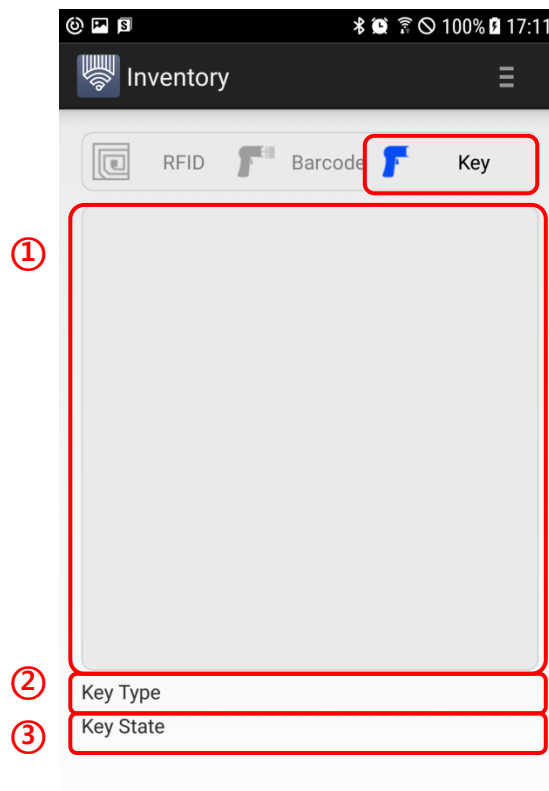 100% 17:11
Inventory
RFID Barcode Key
①
②
Key Type
③
Key State